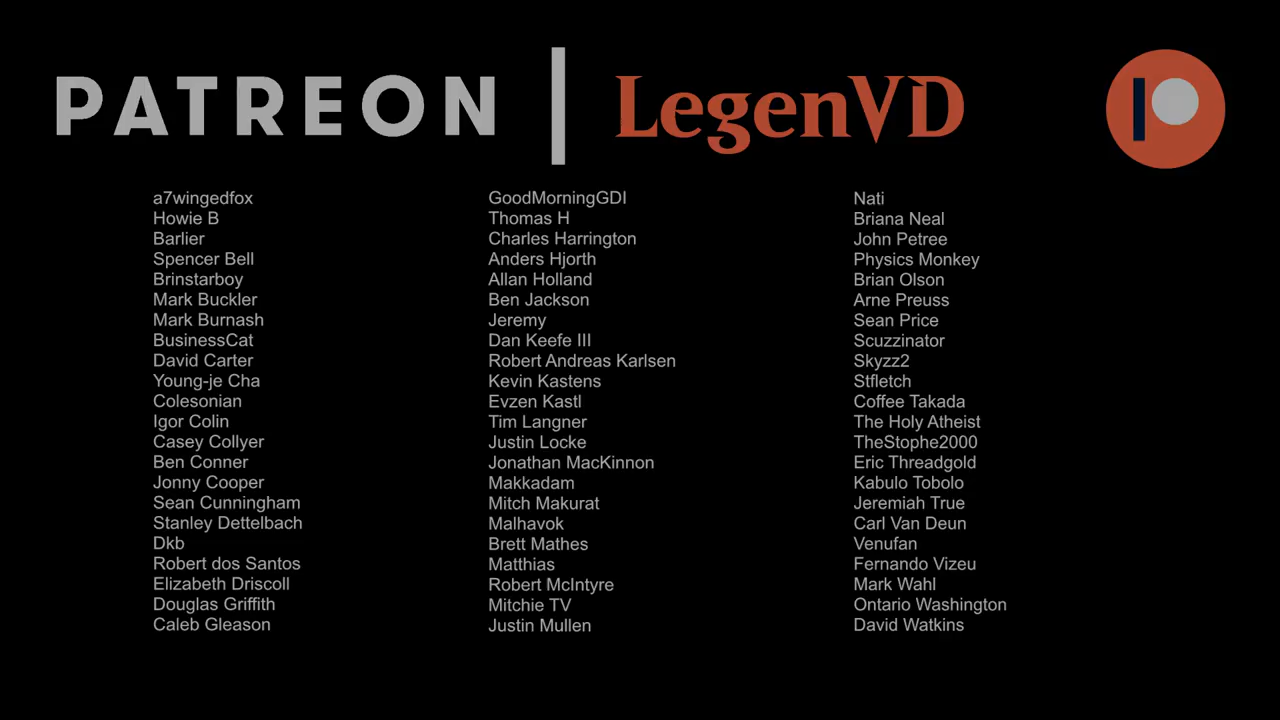 PATREON | LegenVD
a7wingedfox
Howie B
Barlier
Spencer Bell
Brinstarboy
Mark Buckler
Mark Burnash
BusinessCat
David Carter
Young-je Cha
Colesonian
Igor Colin
Casey Collyer
Ben Conner
Jonny Cooper
Sean Cunningham
Stanley Dettelbach
Dkb
Robert dos Santos
Elizabeth Driscoll
Douglas Griffith
Caleb Gleason
GoodMorningGDI
Thomas H
Charles Harrington
Anders Hjorth
Allan Holland
Ben Jackson
Jeremy
Dan Keefe III
Robert Andreas Karlsen
Kevin Kastens
Evzen Kastl
Tim Langner
Justin Locke
Jonathan MacKinnon
Makkadam
Mitch Makurat
Malhavok
Brett Mathes
Matthias
Robert McIntyre
Mitchie TV
Justin Mullen
Nati
Briana Neal
John Petree
Physics Monkey
Brian Olson
Arne Preuss
Sean Price
Scuzzinator
Skyzz2
Stfletch
Coffee Takada
The Holy Atheist
TheStophe2000
Eric Threadgold
Kabulo Tobolo
Jeremiah True
Carl Van Deun
Venufan
Fernando Vizeu
Mark Wahl
Ontario Washington
David Watkins